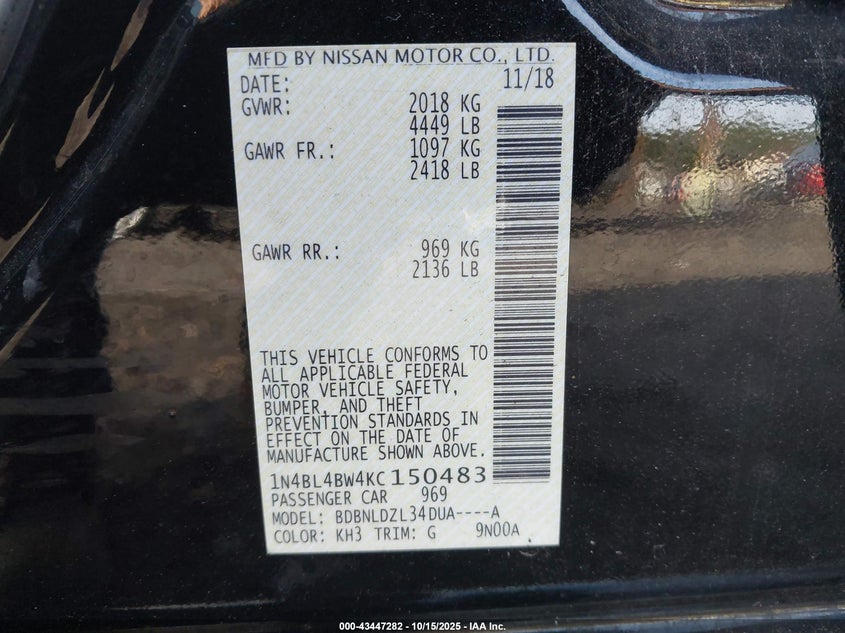 MFD BY NISSAN MOTOR CO., LTD.
DATE: 11/18
GVWR: 2018 KG
4449 LB
GAWR FR.: 1097 KG
2418 LB
GAWR RR.: 969 KG
2136 LB
THIS VEHICLE CONFORMS TO
ALL APPLICABLE FEDERAL
MOTOR VEHICLE SAFETY,
BUMPER, AND THEFT
PREVENTION STANDARDS IN
EFFECT ON THE DATE OF
MANUFACTURE SHOWN ABOVE.
1N4BL4BW4KC150483
PASSENGER CAR 969
MODEL: BDBNLDZL34DUA----A
COLOR: KH3 TRIM: G 9N00A
000-43447282 - 10/15/2025 - IAA Inc.